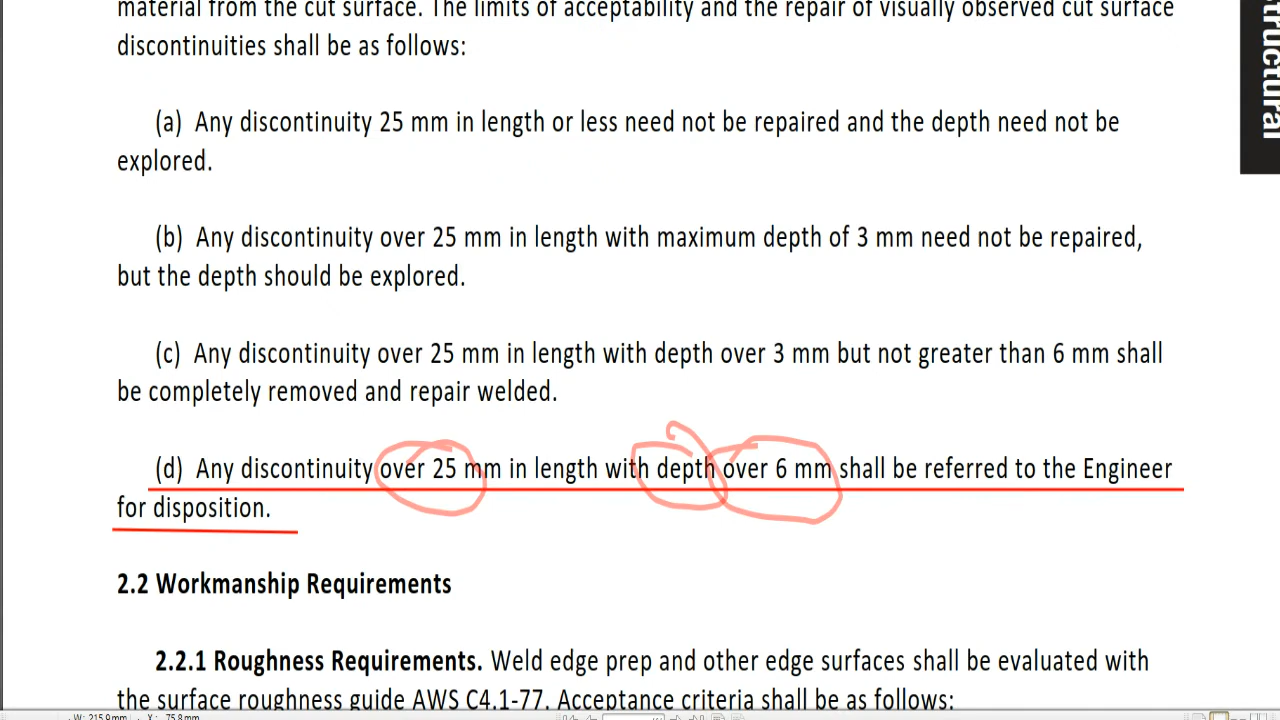 material from the cut surface. The limits of acceptability and the repair of visually observed cut surface
discontinuities shall be as follows:
(a) Any discontinuity 25 mm in length or less need not be repaired and the depth need not be
explored.
(b) Any discontinuity over 25 mm in length with maximum depth of 3 mm need not be repaired,
but the depth should be explored.
(c) Any discontinuity over 25 mm in length with depth over 3 mm but not greater than 6 mm shall
be completely removed and repair welded.
(d) Any discontinuity over 25 mm in length with depth over 6 mm shall be referred to the Engineer
for disposition.
2.2 Workmanship Requirements
2.2.1 Roughness Requirements. Weld edge prep and other edge surfaces shall be evaluated with
the surface roughness guide AWS C4.1-77. Acceptance criteria shall be as follows:
structural
W: 215.9mm X: 75.8mm